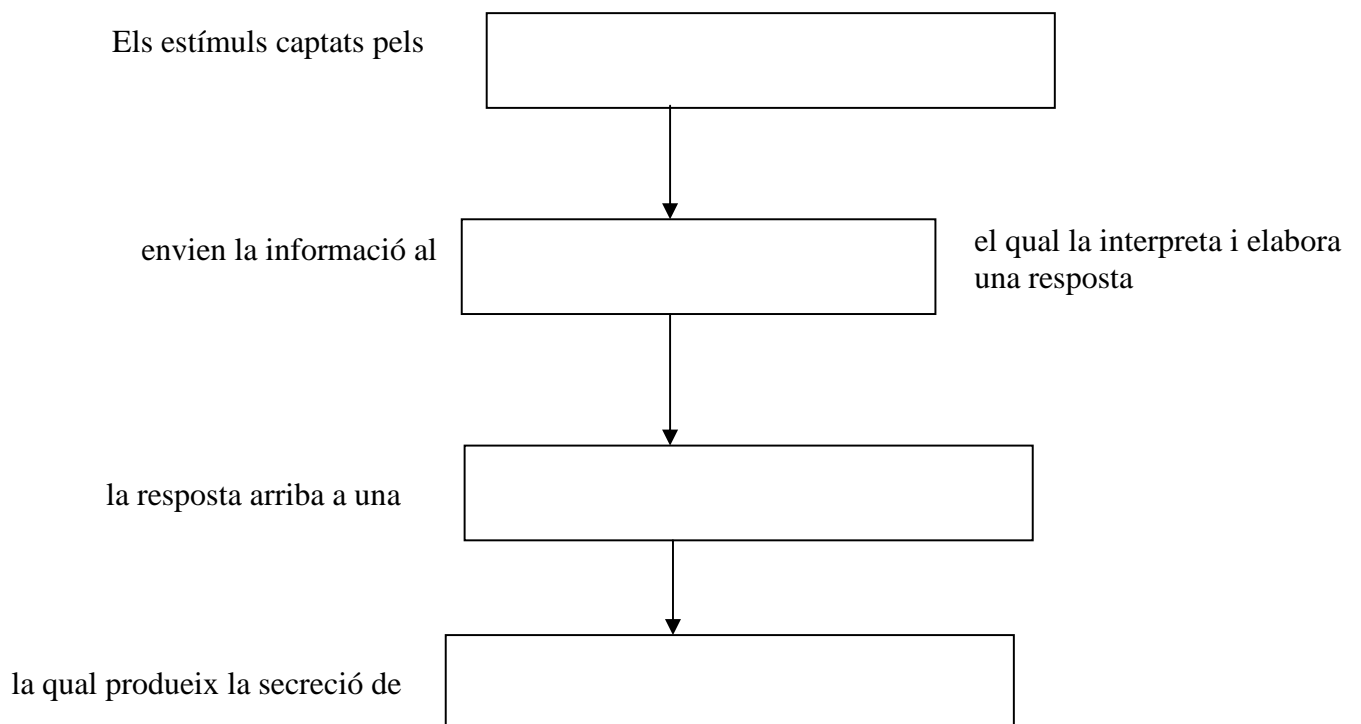 Els estímuls captats pels
envien la informació al
el qual la interpreta i elabora
una resposta
la resposta arriba a una
la qual produeix la secreció de